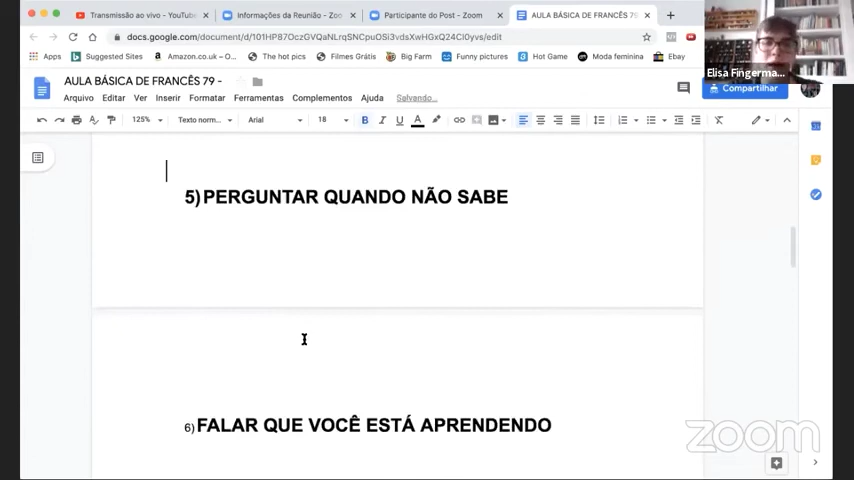 Transmissão ao vivo - YouTube
Informações da Reunião - Zoo
Participante do Post - Zoom
AULA BÁSICA DE FRANCÊS 79 -
docs.google.com/document/d/101HP87OczGVQaNLrqSNCpuOSi3vdsXwHGxQ24Cl0yvs/edit
Apps
Suggested Sites
Amazon.co.uk – O...
The hot pics
Filmes Grátis
Big Farm
Funny pictures
Hot Game
Moda feminina
Ebay
Elisa Fingerma...
AULA BÁSICA DE FRANCÊS 79 -
Arquivo Editar Ver Inserir Formatar Ferramentas Complementos Ajuda Salvando...
Compartilhar
125% Texto norm... Arial 18 B I U A
5) PERGUNTAR QUANDO NÃO SABE
6) FALAR QUE VOCÊ ESTÁ APRENDENDO
zoom